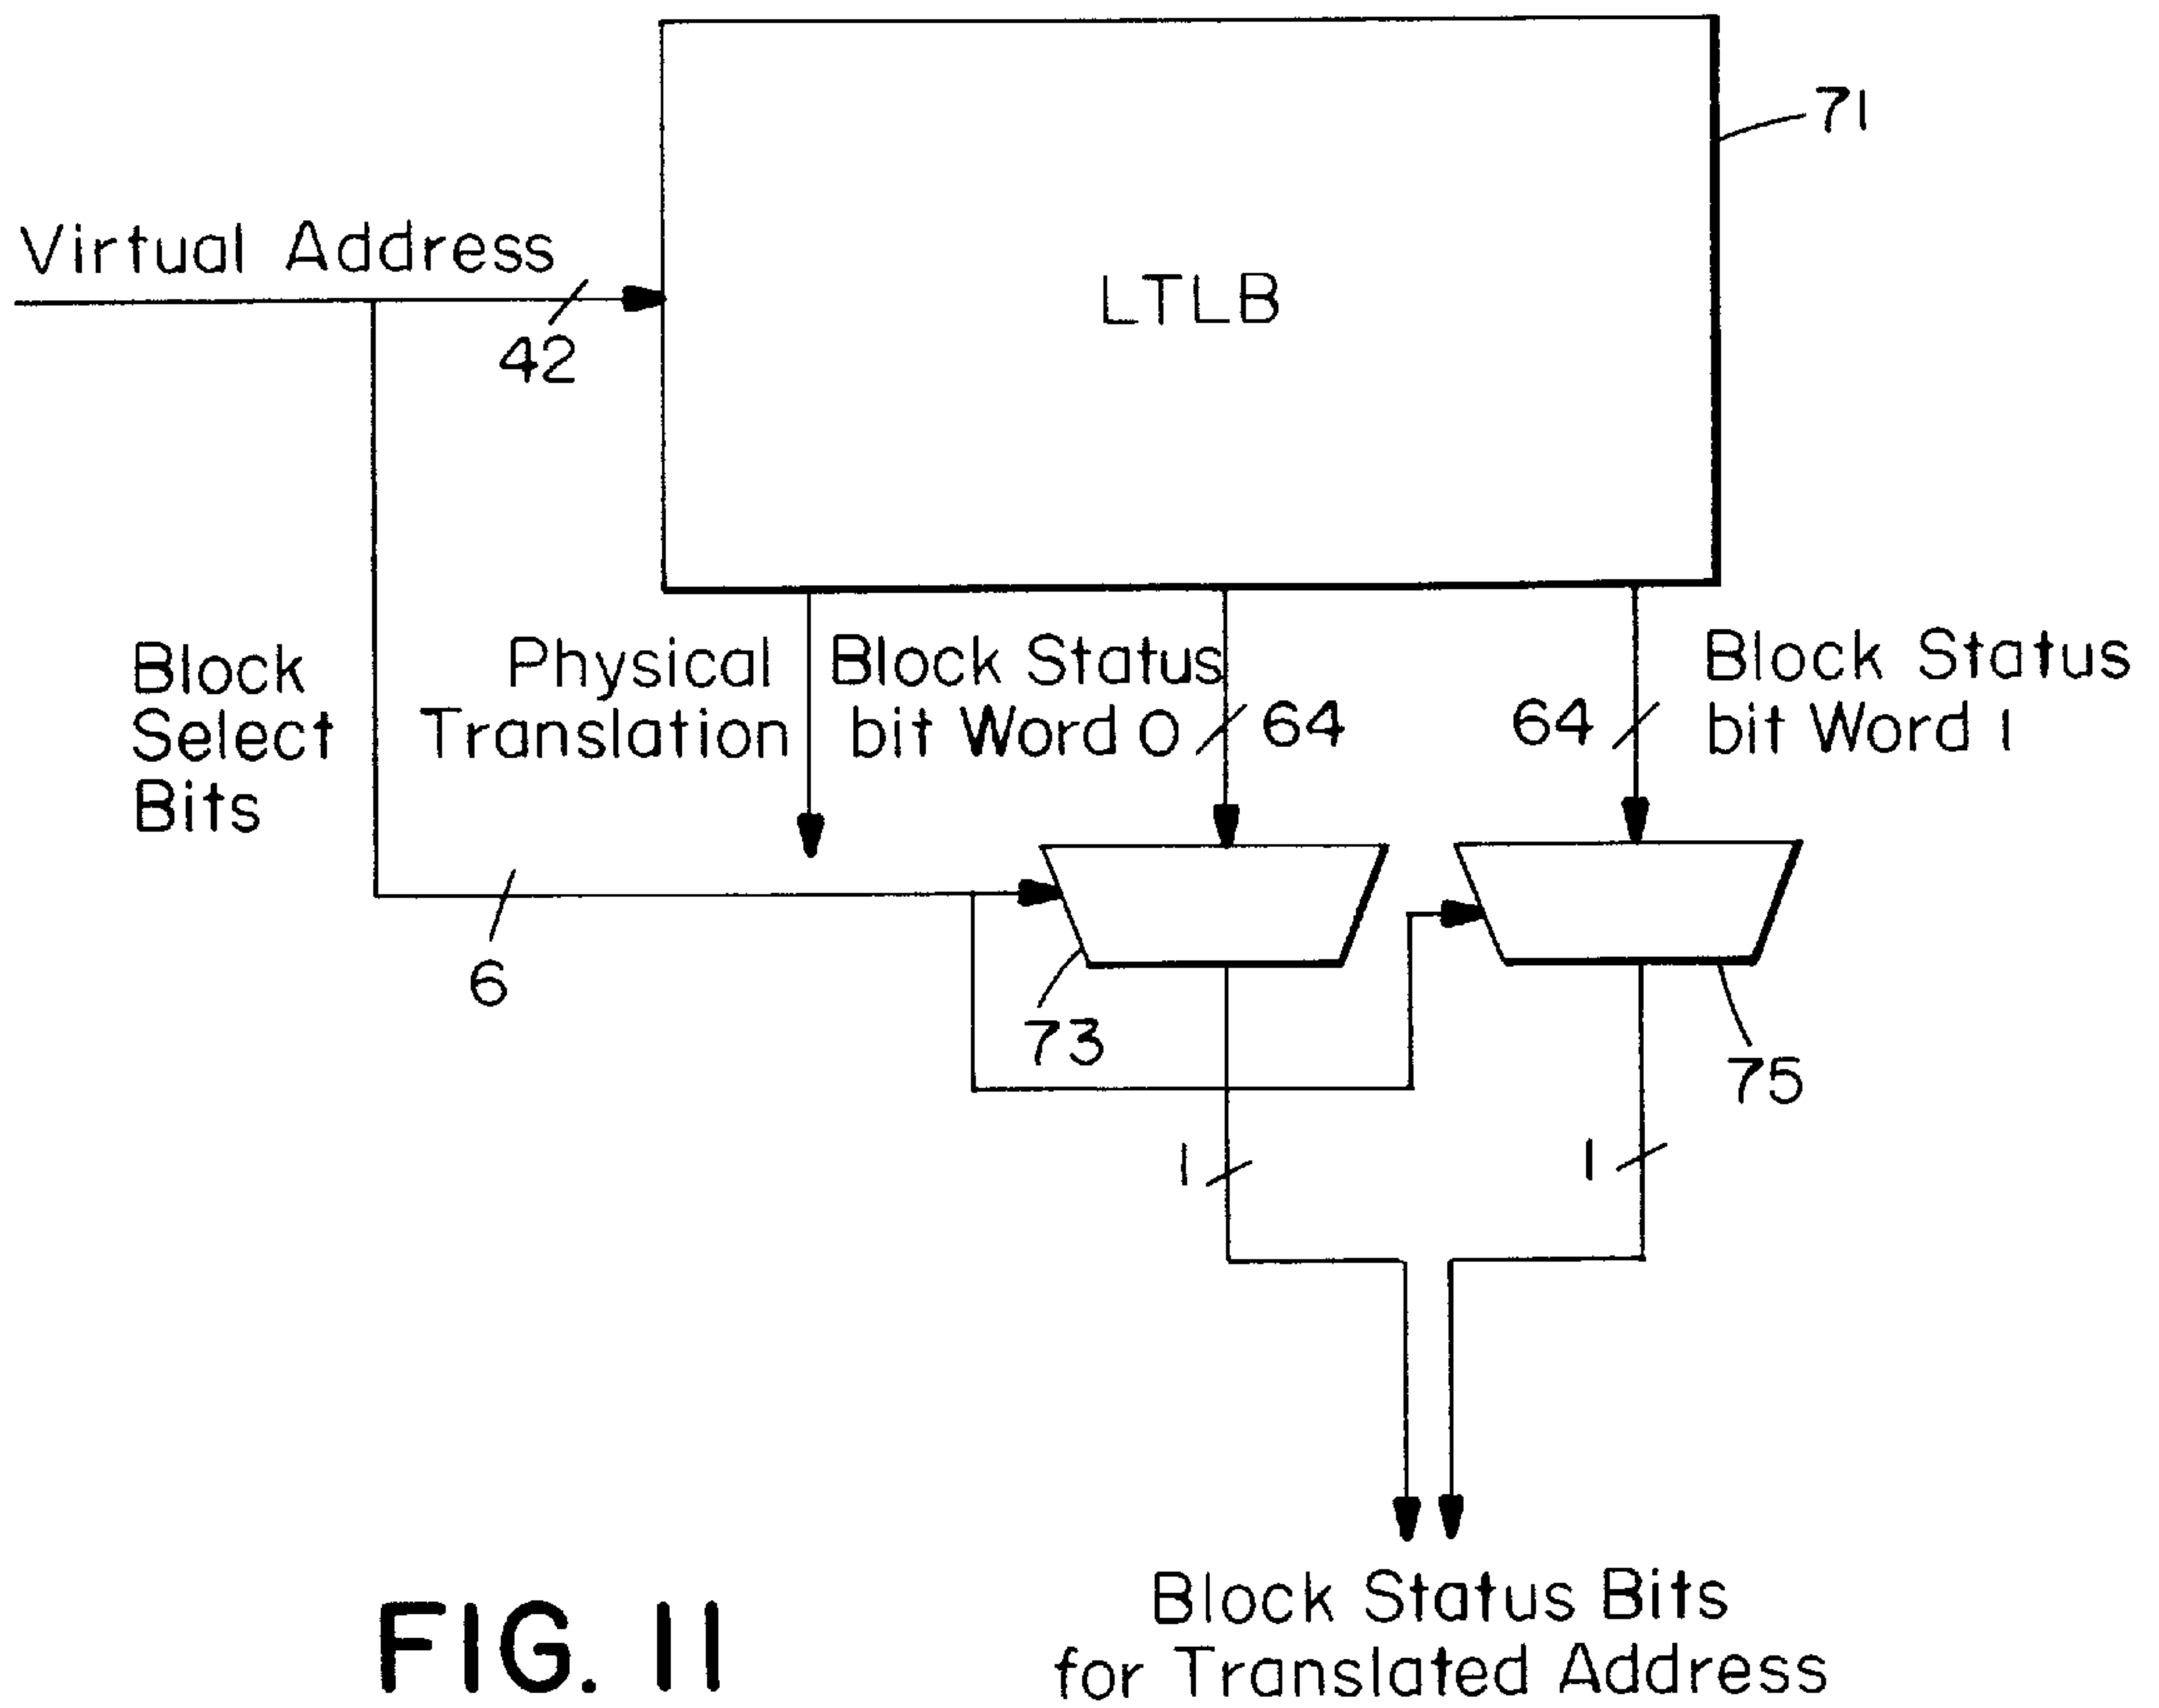 71
Virtual Address
42
LTLB
Block
Select
Bits
Physical
Translation
Block Status
bit Word 0
64
64
Block Status
bit Word 1
6
73
75
1
1
Block Status Bits
for Translated Address
FIG. 11